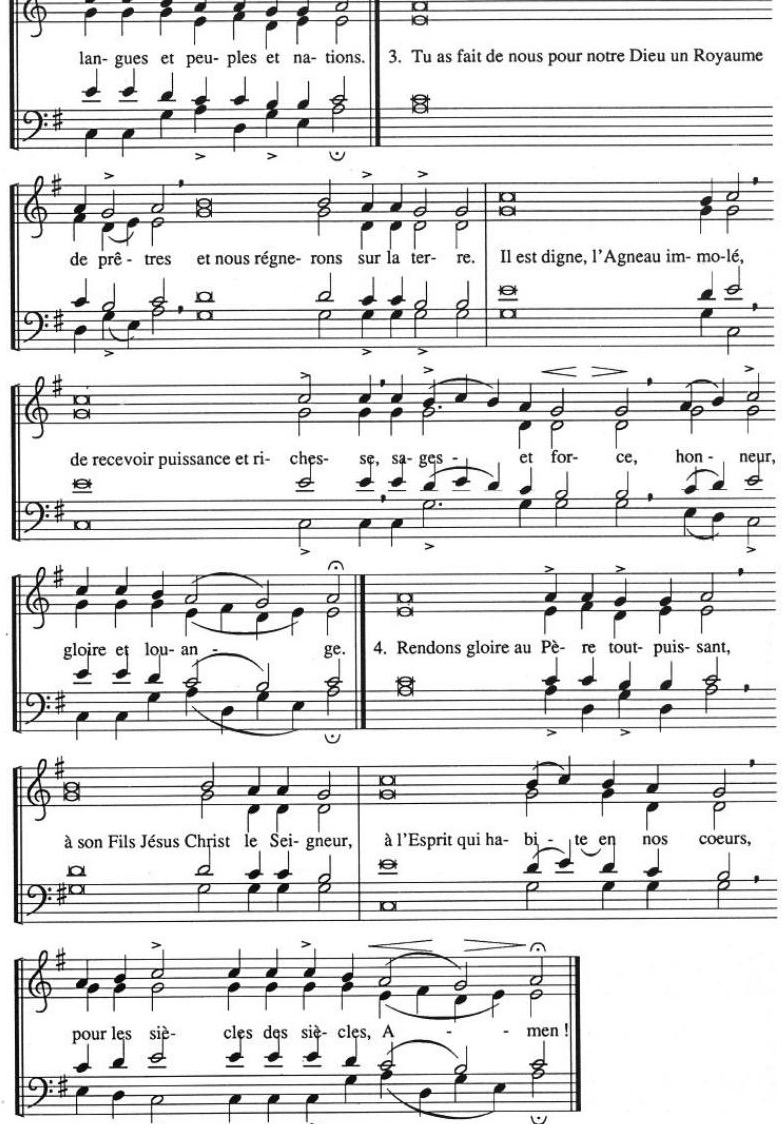 lan- gues et peu- ples et na- tions. 3. Tu as fait de nous pour notre Dieu un Royaume
de prê - tres et nous régne- rons sur la ter- re. Il est digne, l'Agneau im- mo-lé,
de recevoir puissance et ri- ches- se, sa- ges - et for- ce, hon - neur,
gloire et lou- an - ge. 4. Rendons gloire au Pè- re tout- puis- sant,
à son Fils Jésus Christ le Sei- gneur, à l'Esprit qui ha- bi - te en nos coeurs,
pour les siè- cles des siè- cles, A - - men !